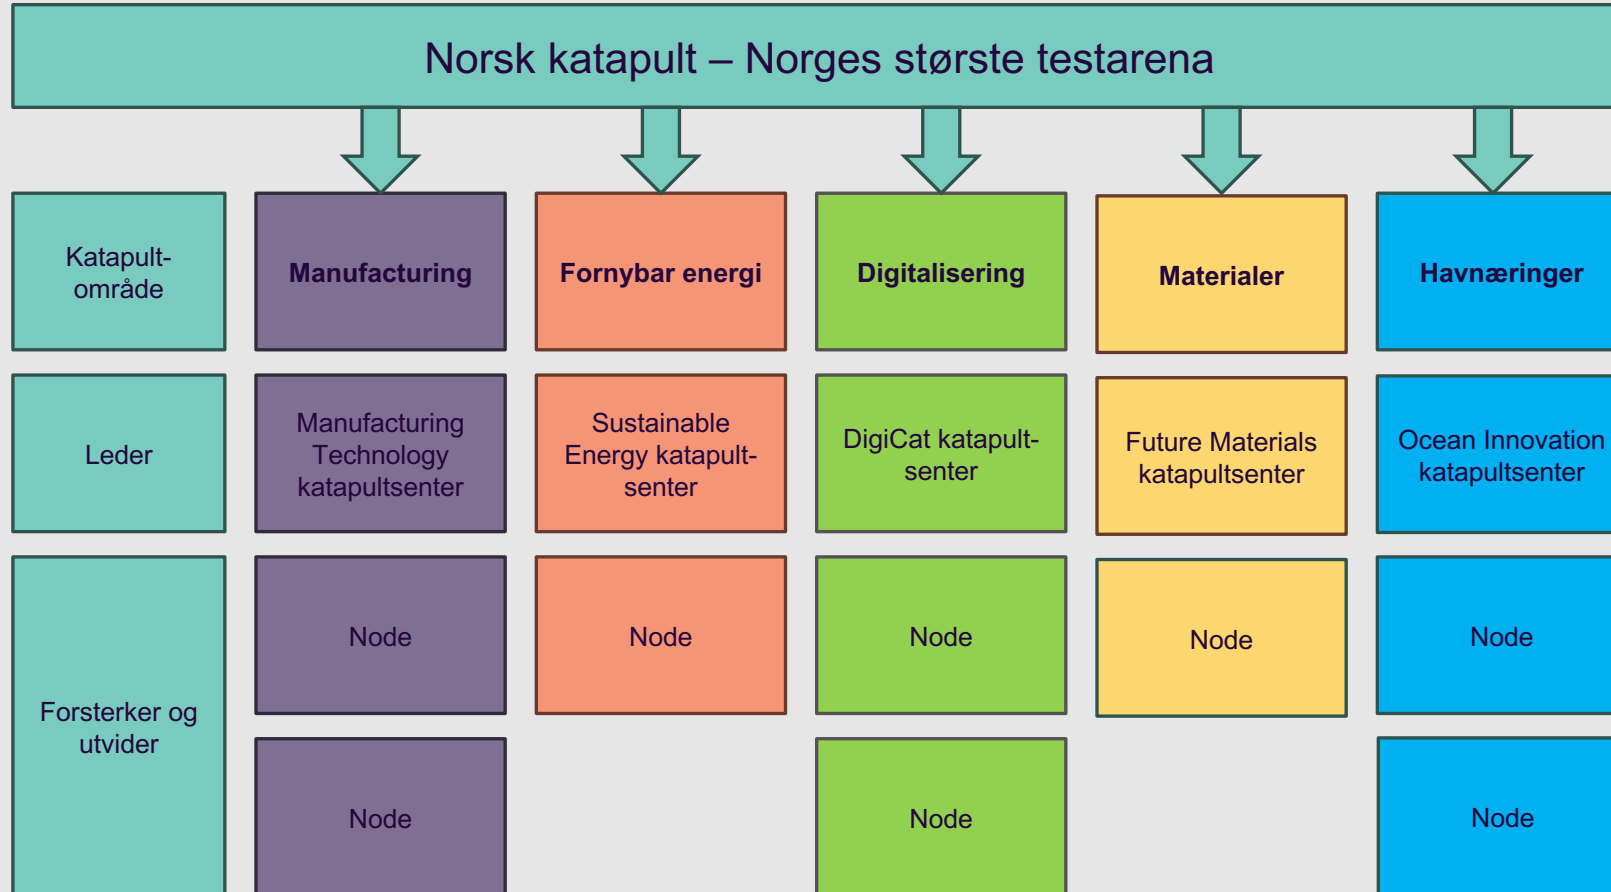 Norsk katapult – Norges største testarena
Katapult-
område
Manufacturing
Fornybar energi
Digitalisering
Materialer
Havnæringer
Leder
Manufacturing
Technology
katapultsenter
Sustainable
Energy katapult-
senter
DigiCat katapult-
senter
Future Materials
katapultsenter
Ocean Innovation
katapultsenter
Forsterker og
utvider
Node
Node
Node
Node
Node
Node
Node
Node